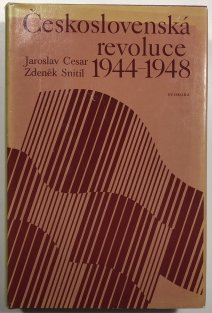 Československá
revoluce
Jaroslav Cesar
Zdeněk Snítil
1944-1948
SVOBODA